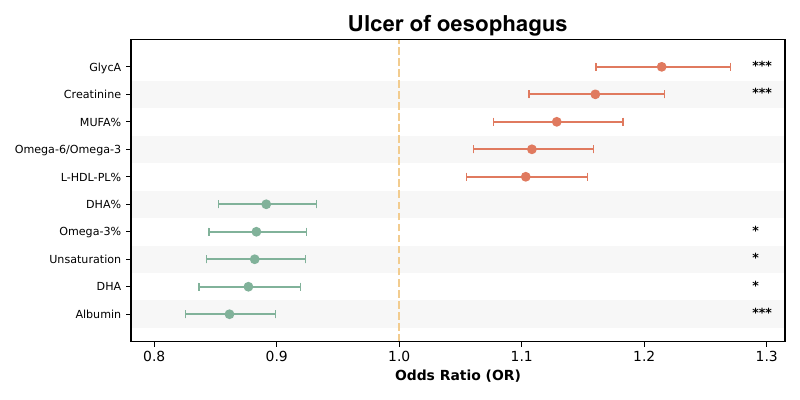 Ulcer of oesophagus
GlycA ***
Creatinine ***
MUFA%
Omega-6/Omega-3
L-HDL-PL%
DHA%
Omega-3% *
Unsaturation *
DHA *
Albumin ***
0.8 0.9 1.0 1.1 1.2 1.3
Odds Ratio (OR)